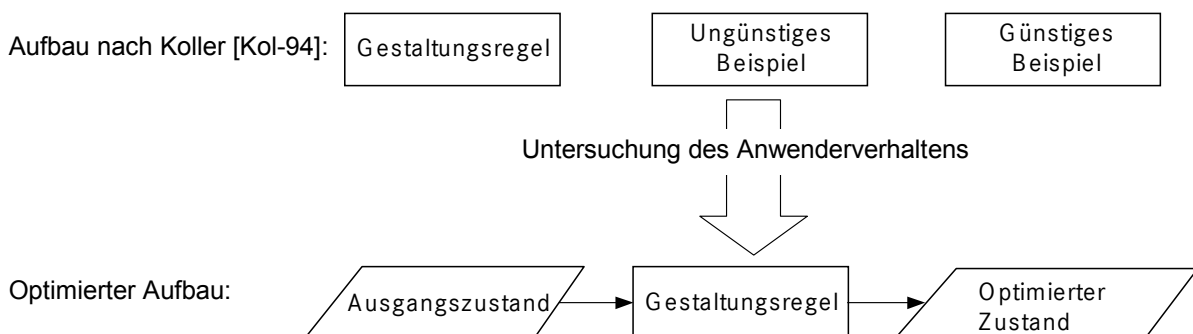 Aufbau nach Koller [Kol-94]:
Gestaltungsregel
Ungünstiges
Beispiel
Günstiges
Beispiel
Untersuchung des Anwenderverhaltens
Optimierter Aufbau:
Ausgangszustand
Gestaltungsregel
Optimierter
Zustand